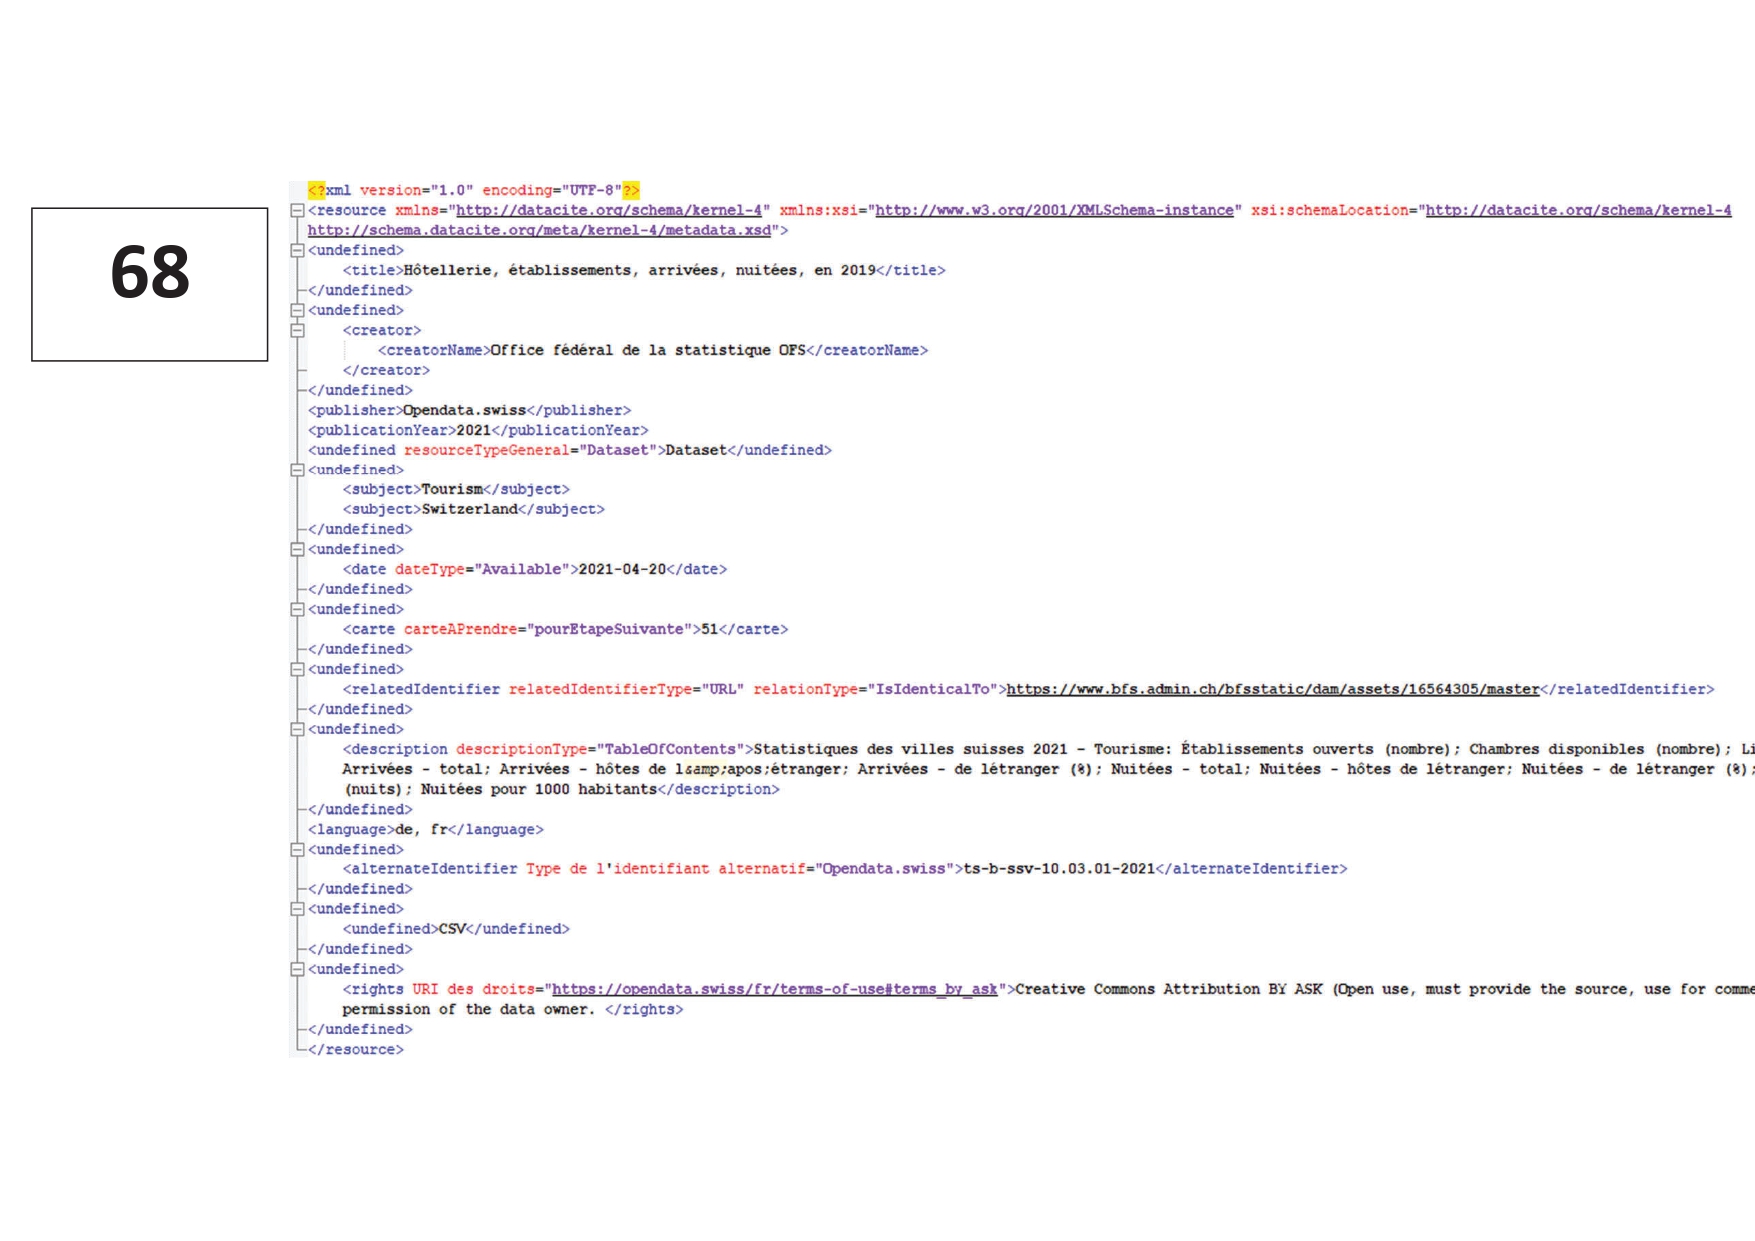 68
<?xml version="1.0" encoding="UTF-8"?>
<resource xmlns="http://datacite.org/schema/kernel-4" xmlns:xsi="http://www.w3.org/2001/XMLSchema-instance" xsi:schemaLocation="http://datacite.org/schema/kernel-4
http://schema.datacite.org/meta/kernel-4/metadata.xsd">
<undefined>
<title>Hôtellerie, établissements, arrivées, nuitées, en 2019</title>
</undefined>
<undefined>
<creator>
<creatorName>Office fédéral de la statistique OFS</creatorName>
</creator>
</undefined>
<publisher>Opendata.swiss</publisher>
<publicationYear>2021</publicationYear>
<undefined resourceTypeGeneral="Dataset">Dataset</undefined>
<undefined>
<subject>Tourism</subject>
<subject>Switzerland</subject>
</undefined>
<undefined>
<date dateType="Available">2021-04-20</date>
</undefined>
<undefined>
<carte carteAPrendre="pourEtapeSuivante">51</carte>
</undefined>
<undefined>
<relatedIdentifier relatedIdentifierType="URL" relationType="IsIdenticalTo">https://www.bfs.admin.ch/bfsstatic/dam/assets/16564305/master</relatedIdentifier>
</undefined>
<undefined>
<description descriptionType="TableOfContents">Statistiques des villes suisses 2021 - Tourisme: Établissements ouverts (nombre); Chambres disponibles (nombre);
Arrivées - total; Arrivées - hôtes de l&amp;apos;étranger; Arrivées - de létranger (%); Nuitées - total; Nuitées - hôtes de létranger; Nuitées - de létranger (%);
(nuits); Nuitées pour 1000 habitants</description>
</undefined>
<language>de, fr</language>
<undefined>
<alternateIdentifier Type de l'identifiant alternatif="Opendata.swiss">ts-b-ssv-10.03.01-2021</alternateIdentifier>
</undefined>
<undefined>
<undefined>CSV</undefined>
</undefined>
<undefined>
<rights URI des droits="https://opendata.swiss/fr/terms-of-use#terms_by_ask">Creative Commons Attribution BY ASK (Open use, must provide the source, use for
permission of the data owner. </rights>
</undefined>
</resource>